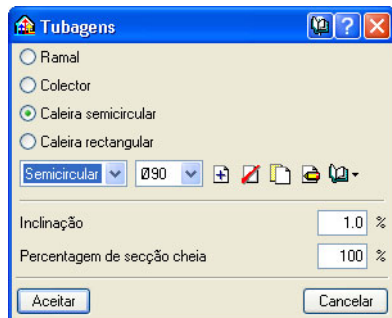 Tubagens
Ramal
Colector
Caleira semicircular
Caleira rectangular
Semicircular Ø90
Inclinação 1.0 %
Percentagem de secção cheia 100 %
Aceitar Cancelar